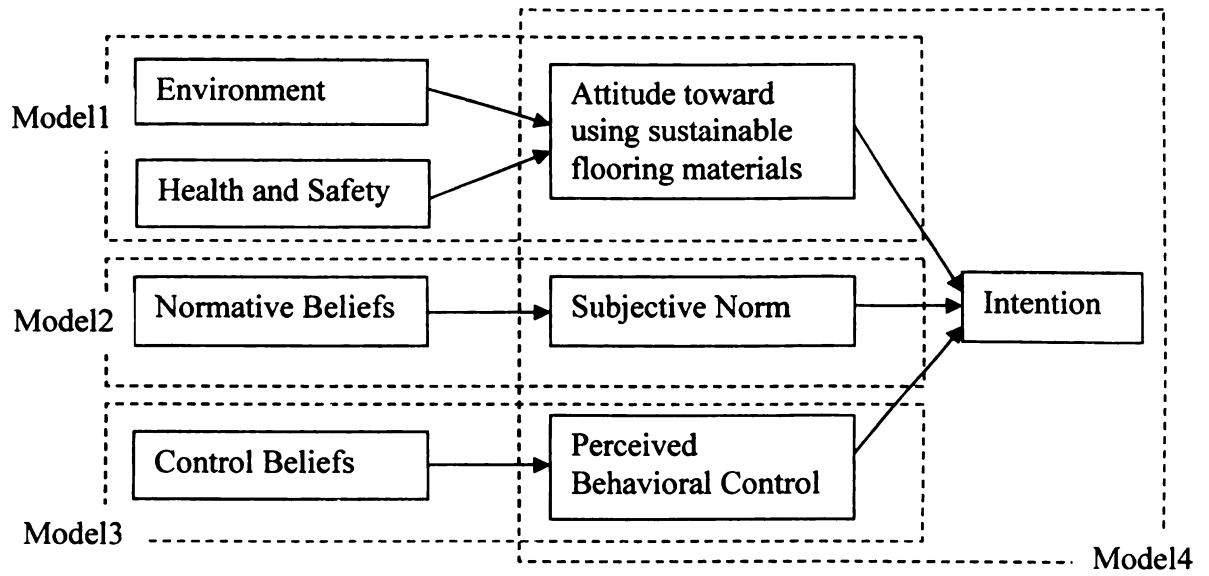 Model1
Environment
Health and Safety
Attitude toward
using sustainable
flooring materials
Model2
Normative Beliefs
Subjective Norm
Intention
Model3
Control Beliefs
Perceived
Behavioral Control
Model4